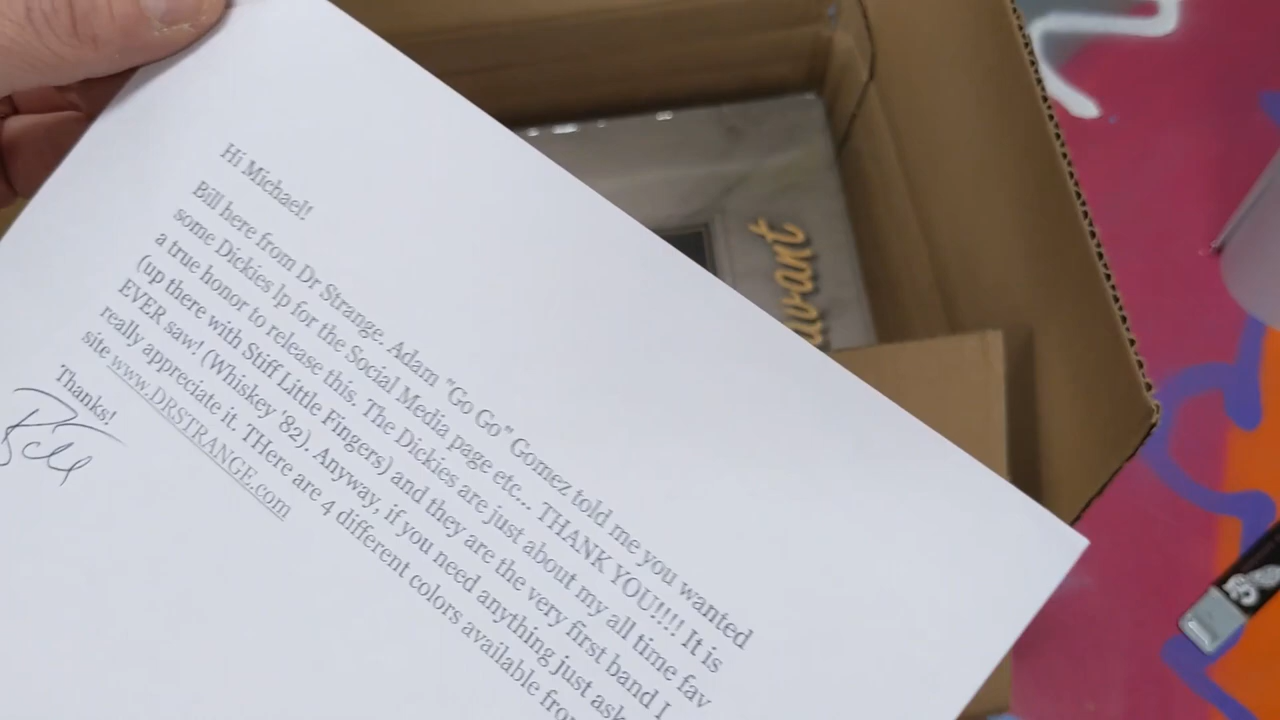 Hi Michael!
Bill here from Dr Strange. Adam "Go Go" Gomez told me you wanted
some Dickies lp for the Social Media page etc... THANK YOU!!!! It is
a true honor to release this. The Dickies are just about my all time fav
(up there with Stiff Little Fingers) and they are the very first band I
EVER saw! (Whiskey '82). Anyway, if you need anything just ask
really appreciate it. THere are 4 different colors available from
site www.DRSTRANGE.com
Thanks!
Bill